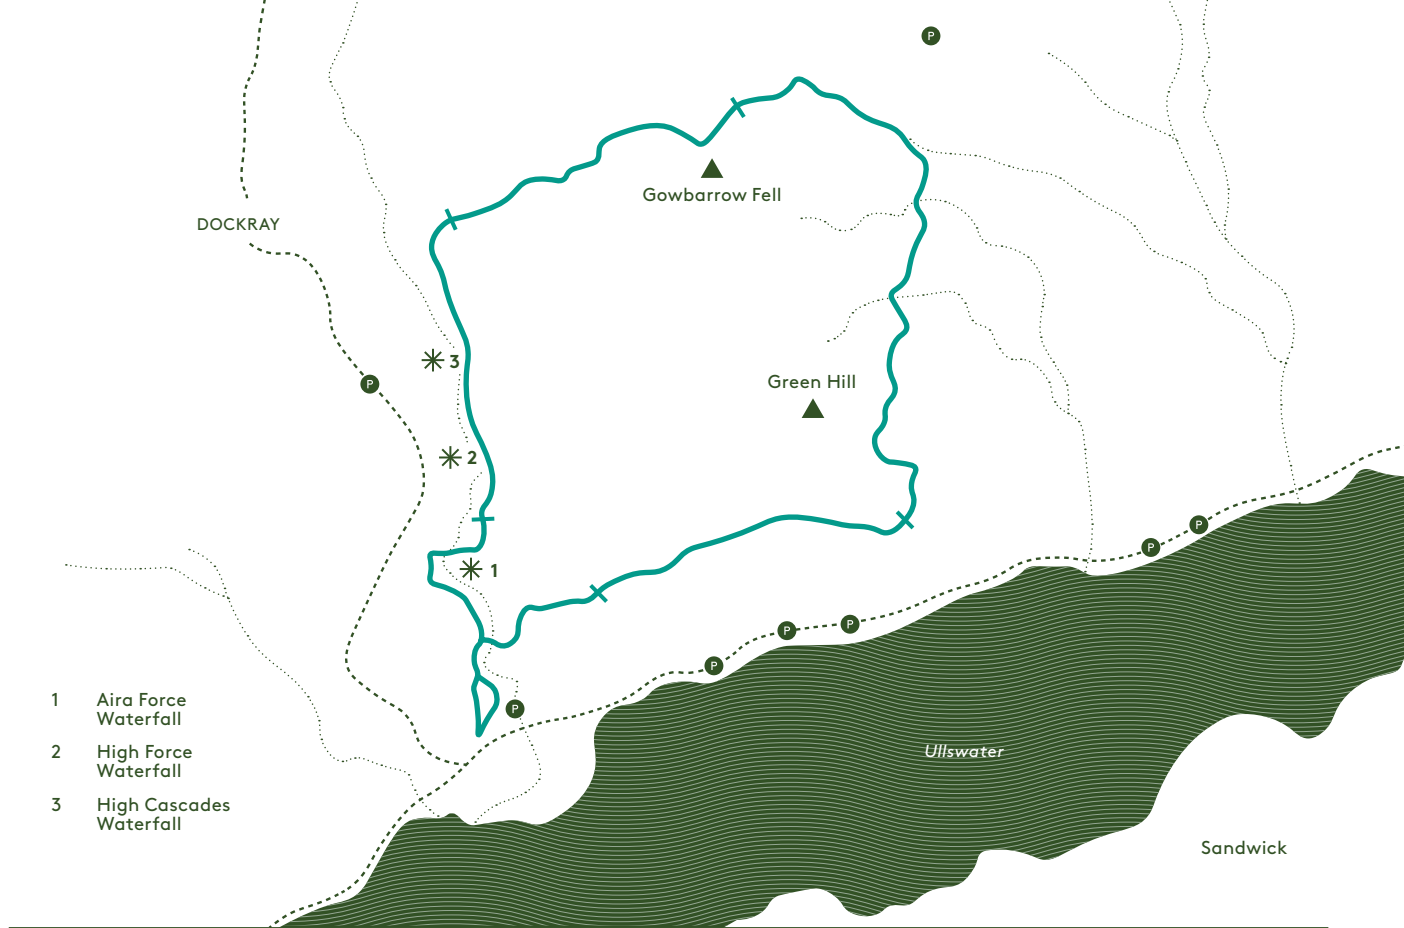 P
Gowbarrow Fell
DOCKRAY
3
P
Green Hill
2
1
P
P
P
P
P
P
1 Aira Force
Waterfall
2 High Force
Waterfall
3 High Cascades
Waterfall
Ullswater
Sandwick